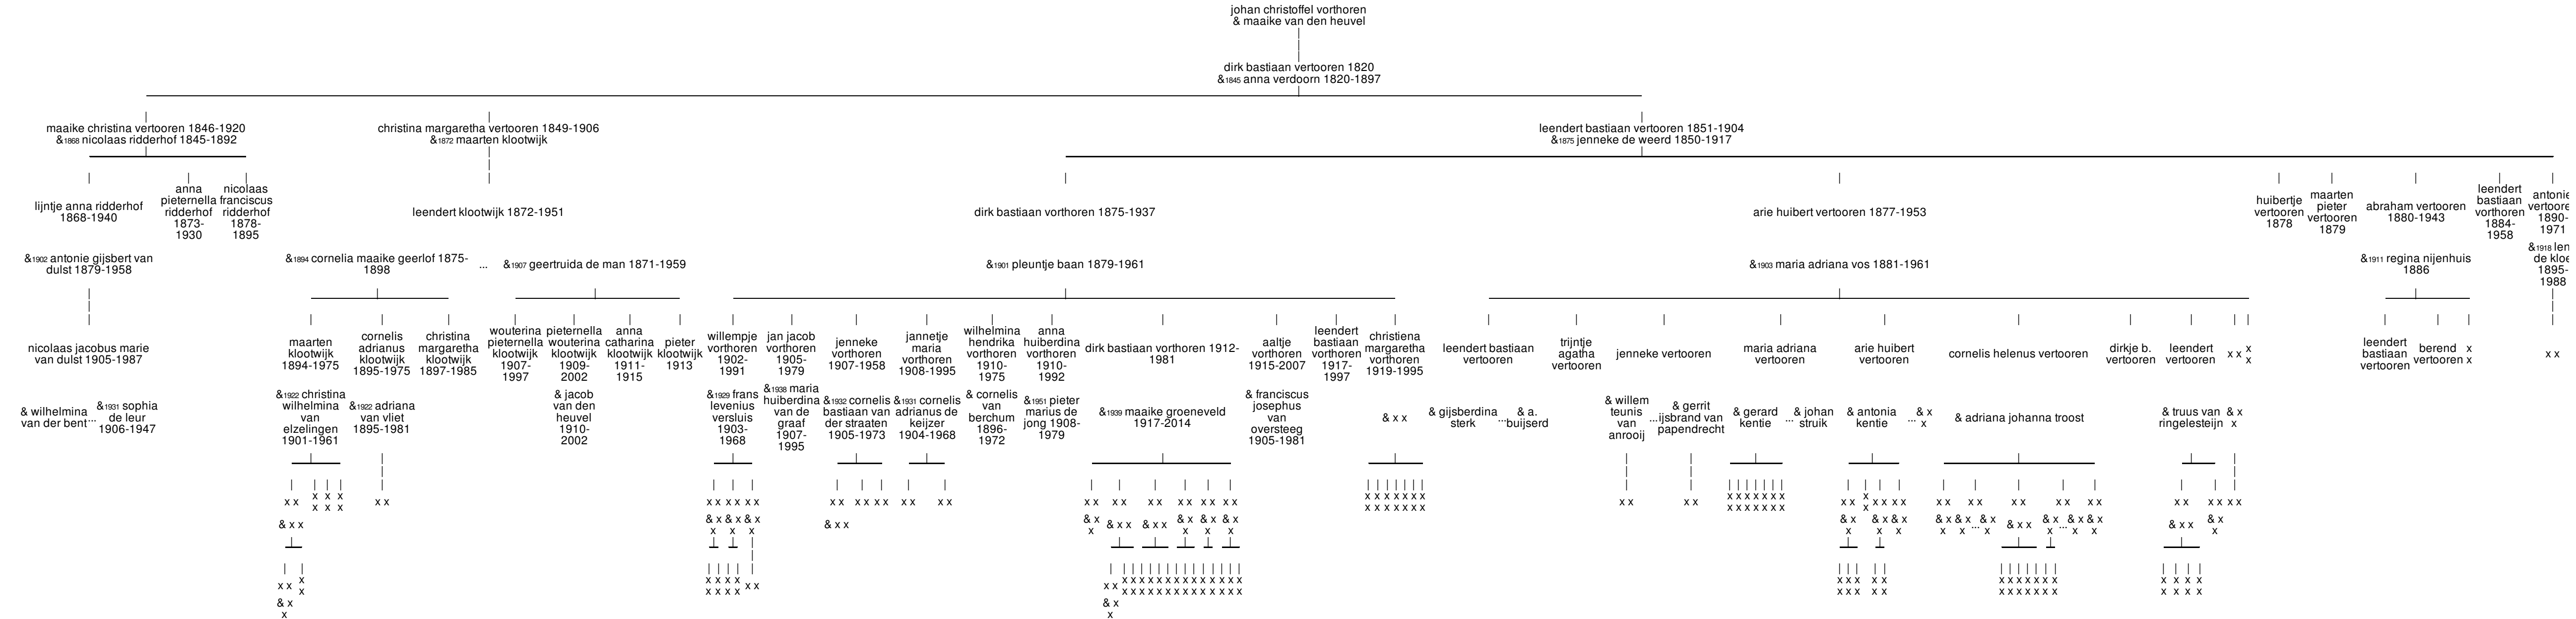 johan christoffel vorthoren
& maaike van den heuvel
dirk bastiaan vertooren 1820
&1845 anna verdoorn 1820-1897
maaike christina vertooren 1846-1920
&1868 nicolaas ridderhof 1845-1892
christina margaretha vertooren 1849-1906
&1872 maarten klootwijk
leendert bastiaan vertooren 1851-1904
&1875 jenneke de weerd 1850-1917
lijntje anna ridderhof
1868-1940
anna
pieternella
ridderhof
1873-
1930
nicolaas
franciscus
ridderhof
1878-
1895
leendert klootwijk 1872-1951
dirk bastiaan vorthoren 1875-1937
arie huibert vertooren 1877-1953
huibertje
vertooren
1878
maarten
pieter
vertooren
1879
abraham vertooren
1880-1943
leendert
bastiaan
vorthoren
1884-
1958
antonie
vertoore
1890-
1971
&1902 antonie gijsbert van
dulst 1879-1958
&1894 cornelia maaike geerlof 1875-
1898
...
&1907 geertruida de man 1871-1959
&1901 pleuntje baan 1879-1961
&1903 maria adriana vos 1881-1961
&1911 regina nijenhuis
1886
&1918 len
de kloe
1895-
1988
nicolaas jacobus marie
van dulst 1905-1987
maarten
klootwijk
1894-1975
cornelis
adrianus
klootwijk
1895-1975
christina
margaretha
klootwijk
1897-1985
wouterina
pieternella
klootwijk
1907-
1997
pieternella
wouterina
klootwijk
1909-
2002
anna
catharina
klootwijk
1911-
1915
pieter
klootwijk
1913
willempje
vorthoren
1902-
1991
jan jacob
vorthoren
1905-
1979
jenneke
vorthoren
1907-1958
jannetje
maria
vorthoren
1908-1995
wilhelmina
hendrika
vorthoren
1910-
1975
anna
huiberdina
vorthoren
1910-
1992
dirk bastiaan vorthoren 1912-
1981
aaltje
vorthoren
1915-2007
leendert
bastiaan
vorthoren
1917-
1997
christiena
margaretha
vorthoren
1919-1995
leendert bastiaan
vertooren
trijntje
agatha
vertooren
jenneke vertooren
maria adriana
vertooren
arie huibert
vertooren
cornelis helenus vertooren
dirkje b.
vertooren
leendert
vertooren
x x
x
x
leendert
bastiaan
vertooren
berend
vertooren
x
x
x x
& wilhelmina
van der bent
...
&1931 sophia
de leur
1906-1947
&1922 christina
wilhelmina
van
elzelingen
1901-1961
&1922 adriana
van vliet
1895-1981
& jacob
van den
heuvel
1910-
2002
&1929 frans
levenius
versluis
1903-
1968
&1938 maria
huiberdina
van de
graaf
1907-
1995
&1932 cornelis
bastiaan van
der straaten
1905-1973
&1931 cornelis
adrianus de
keijzer
1904-1968
& cornelis
van
berchum
1896-
1972
&1951 pieter
marius de
jong 1908-
1979
&1939 maaike groeneveld
1917-2014
& franciscus
josephus
van
oversteeg
1905-1981
& x x
& gijsberdina
sterk
...
& a.
buijserd
& willem
teunis
van
anrooij
...
& gerrit
ijsbrand van
papendrecht
& gerard
kentie
...
& johan
struik
& antonia
kentie
...
& x
x
& adriana johanna troost
& truus van
ringelesteijn
& x
x
x x
x x x
x x x
x x
x x x x x x
x x
x x x x
x x
x x
x x
x x
x x
x x
x x
x x x x x x x
x x x x x x x
x x
x x
x x x x x x x
x x x x x x x
x x
x
x
x x x x
x x
x x
x x
x x
x x
x x
x x x x
& x x
& x & x & x
x x x
& x x
& x
x
& x x
& x x
& x
x
& x
x
& x
x
& x
x
& x
x
& x
x
& x & x ... & x
x x x
& x x
& x ... & x & x
x x x
& x x
& x
x
x x
x
x
x x x x
x x x x
x x
x x
x x x x x x x x x x x x x x
x x x x x x x x x x x x x x
x x x
x x x
x x
x x
x x x x x x x
x x x x x x x
x x x x
x x x x
& x
x
& x
x